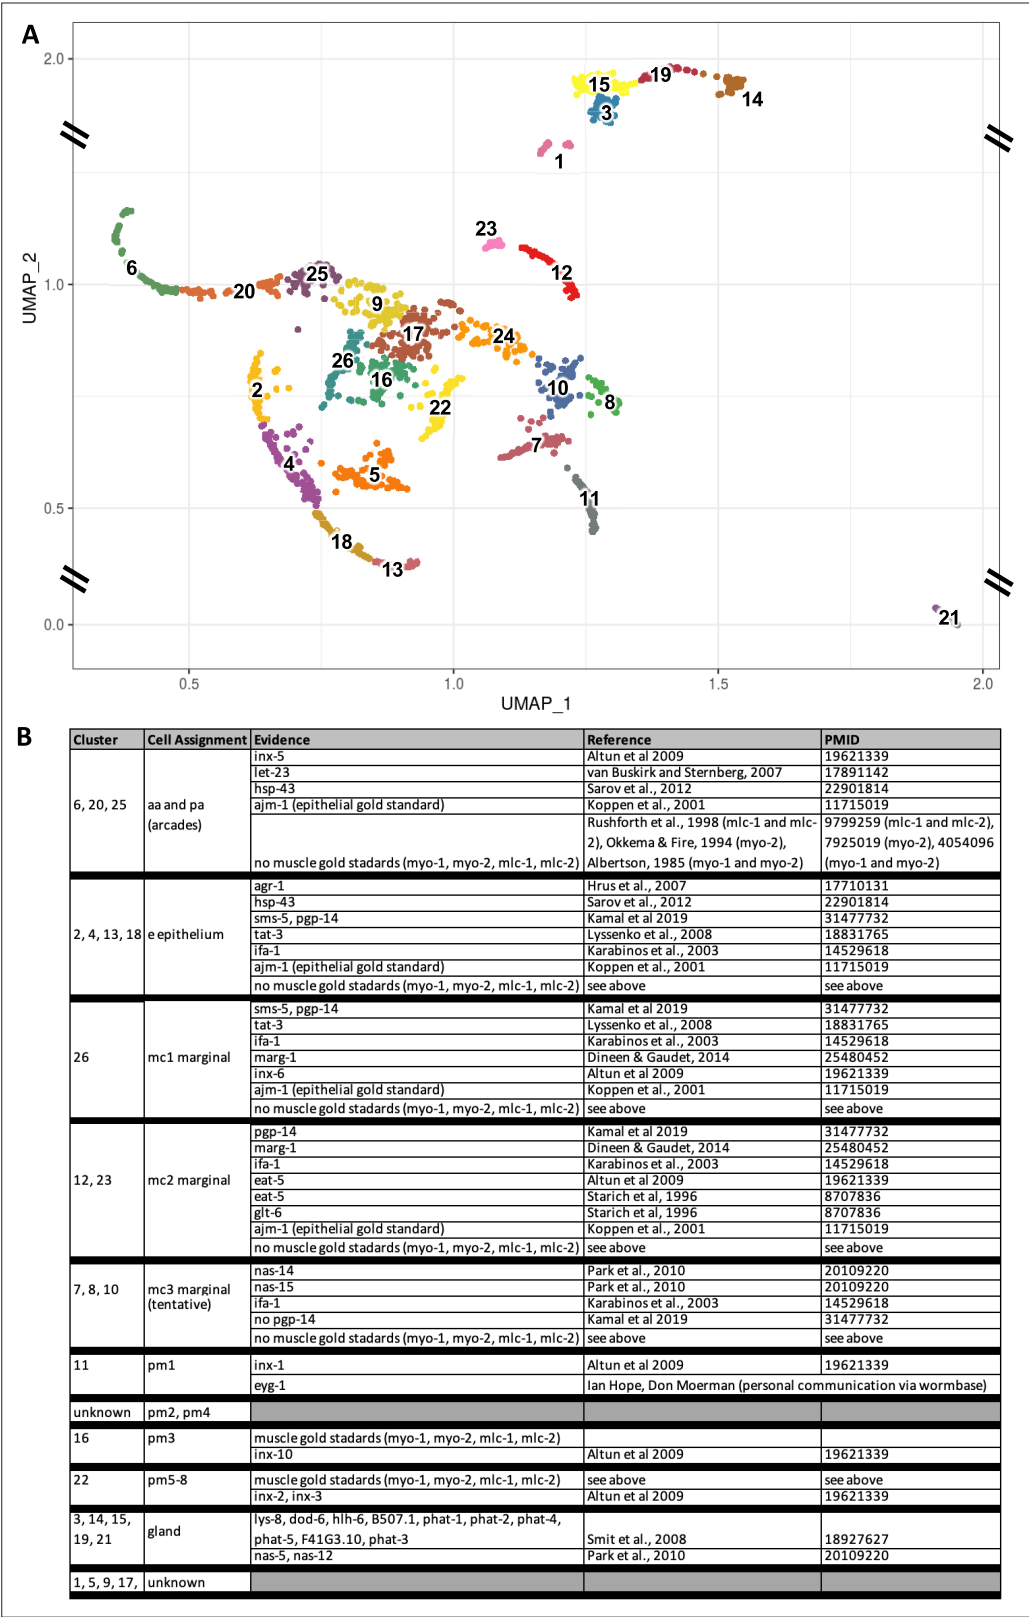 A
2.0
19
15
14
3
1
23
6
12
25
1.0
20
9
UMAP_2
17
24
26
16
10
2
22
8
7
4
5
11
0.5
18
13
21
0.0
0.5 1.0 1.5 2.0
UMAP_1
B
Cluster Cell Assignment Evidence Reference PMID
inx-5 Altun et al 2009 19621339
let-23 van Buskirk and Sternberg, 2007 17891142
hsp-43 Sarov et al., 2012 22901814
6, 20, 25 aa and pa ajm-1 (epithelial gold standard) Koppen et al., 2001 11715019
(arcades) Rushforth et al., 1998 (mlc-1 and mlc- 9799259 (mlc-1 and mlc-2),
2), Okkema & Fire, 1994 (myo-2), 7925019 (myo-2), 4054096
no muscle gold stadards (myo-1, myo-2, mlc-1, mlc-2) Albertson, 1985 (myo-1 and myo-2) (myo-1 and myo-2)
agr-1 Hrus et al., 2007 17710131
hsp-43 Sarov et al., 2012 22901814
sms-5, pgp-14 Kamal et al 2019 31477732
2, 4, 13, 18 e epithelium tat-3 Lyssenko et al., 2008 18831765
ifa-1 Karabinos et al., 2003 14529618
ajm-1 (epithelial gold standard) Koppen et al., 2001 11715019
no muscle gold stadards (myo-1, myo-2, mlc-1, mlc-2) see above see above
sms-5, pgp-14 Kamal et al 2019 31477732
tat-3 Lyssenko et al., 2008 18831765
ifa-1 Karabinos et al., 2003 14529618
26 mc1 marginal marg-1 Dineen & Gaudet, 2014 25480452
inx-6 Altun et al 2009 19621339
ajm-1 (epithelial gold standard) Koppen et al., 2001 11715019
no muscle gold stadards (myo-1, myo-2, mlc-1, mlc-2) see above see above
pgp-14 Kamal et al 2019 31477732
marg-1 Dineen & Gaudet, 2014 25480452
ifa-1 Karabinos et al., 2003 14529618
12, 23 mc2 marginal eat-5 Altun et al 2009 19621339
eat-5 Starich et al, 1996 8707836
glt-6 Starich et al, 1996 8707836
ajm-1 (epithelial gold standard) Koppen et al., 2001 11715019
no muscle gold stadards (myo-1, myo-2, mlc-1, mlc-2) see above see above
nas-14 Park et al., 2010 20109220
7, 8, 10 mc3 marginal nas-15 Park et al., 2010 20109220
(tentative) ifa-1 Karabinos et al., 2003 14529618
no pgp-14 Kamal et al 2019 31477732
no muscle gold stadards (myo-1, myo-2, mlc-1, mlc-2) see above see above
11 pm1 inx-1 Altun et al 2009 19621339
eyg-1 Ian Hope, Don Moerman (personal communication via wormbase)
unknown pm2, pm4
16 pm3 muscle gold stadards (myo-1, myo-2, mlc-1, mlc-2)
inx-10 Altun et al 2009 19621339
22 pm5-8 muscle gold stadards (myo-1, myo-2, mlc-1, mlc-2) see above see above
inx-2, inx-3 Altun et al 2009 19621339
3, 14, 15, gland lys-8, dod-6, hlh-6, B507.1, phat-1, phat-2, phat-4,
19, 21 phat-5, F41G3.10, phat-3 Smit et al., 2008 18927627
nas-5, nas-12 Park et al., 2010 20109220
1, 5, 9, 17, unknown